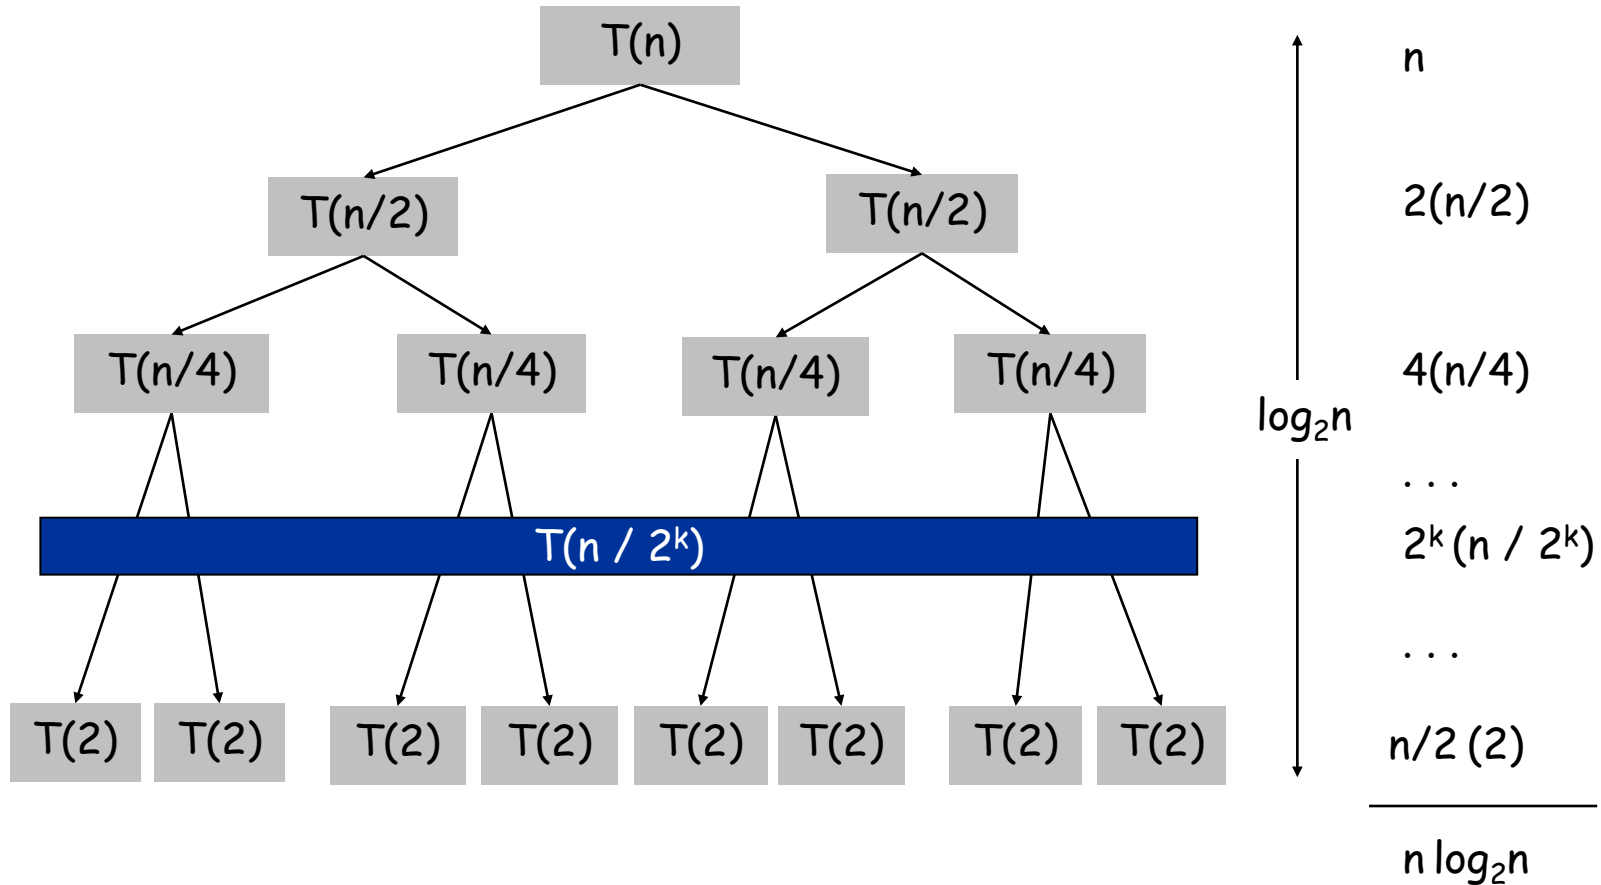 T(n)
n
T(n/2) T(n/2)
2(n/2)
T(n/4) T(n/4) T(n/4) T(n/4)
4(n/4)
log₂n
. . .
T(n / 2ᵏ)
2ᵏ (n / 2ᵏ)
. . .
T(2) T(2) T(2) T(2) T(2) T(2) T(2) T(2)
n/2 (2)
n log₂n